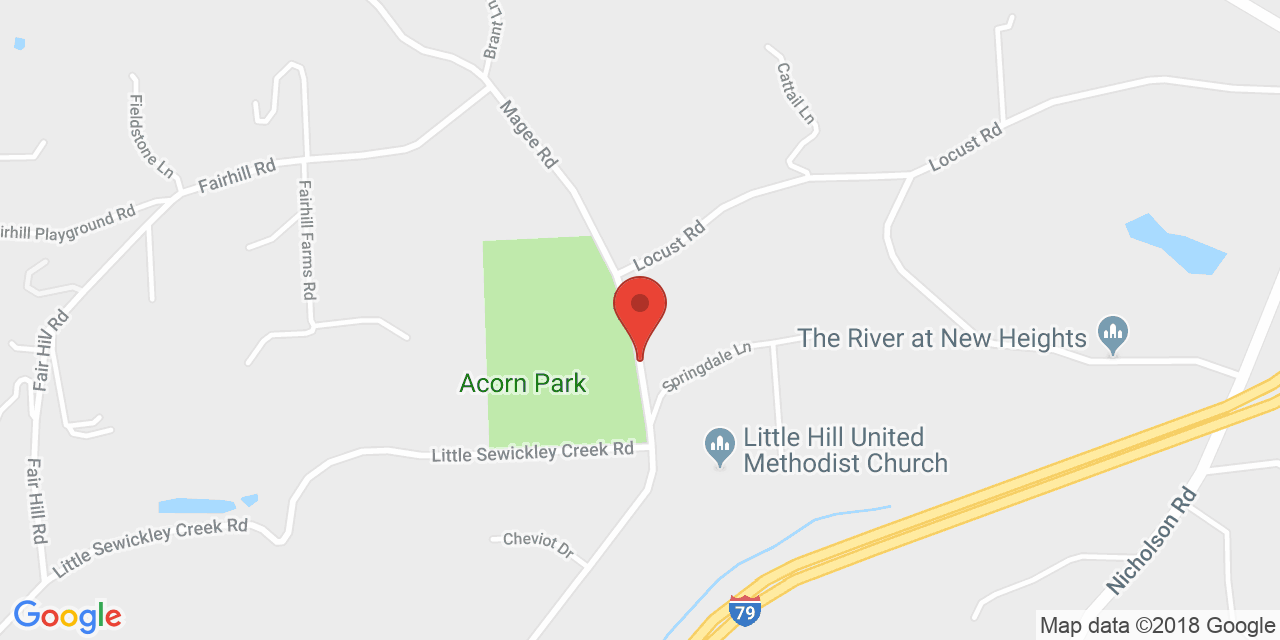 Brant Ln
Cattail Ln
Fieldstone Ln
Magee Rd
Locust Rd
Fairhill Rd
irhill Playground Rd
Fairhill Farms Rd
Locust Rd
Fair Hill Rd
The River at New Heights
Springdale Ln
Acorn Park
Little Hill United
Methodist Church
Little Sewickley Creek Rd
Fair Hill Rd
Little Sewickley Creek Rd
Cheviot Dr
Nicholson Rd
79
Google
Map data ©2018 Google